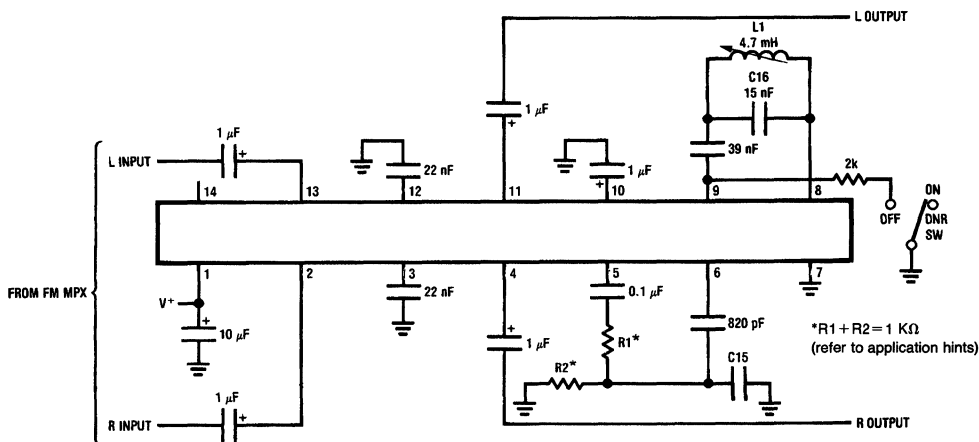 L OUTPUT
L1
4.7 mH
C16
15 nF
1 μF
1 μF
39 nF
L INPUT
22 nF
1 μF
2k
14
13
12
11
10
9
8
ON
OFF
DNR
SW
FROM FM MPX
1
2
3
4
5
6
7
V+
22 nF
0.1 μF
10 μF
820 pF
*R1 + R2 = 1 KΩ
(refer to application hints)
1 μF
R1*
C15
R2*
1 μF
R INPUT
R OUTPUT